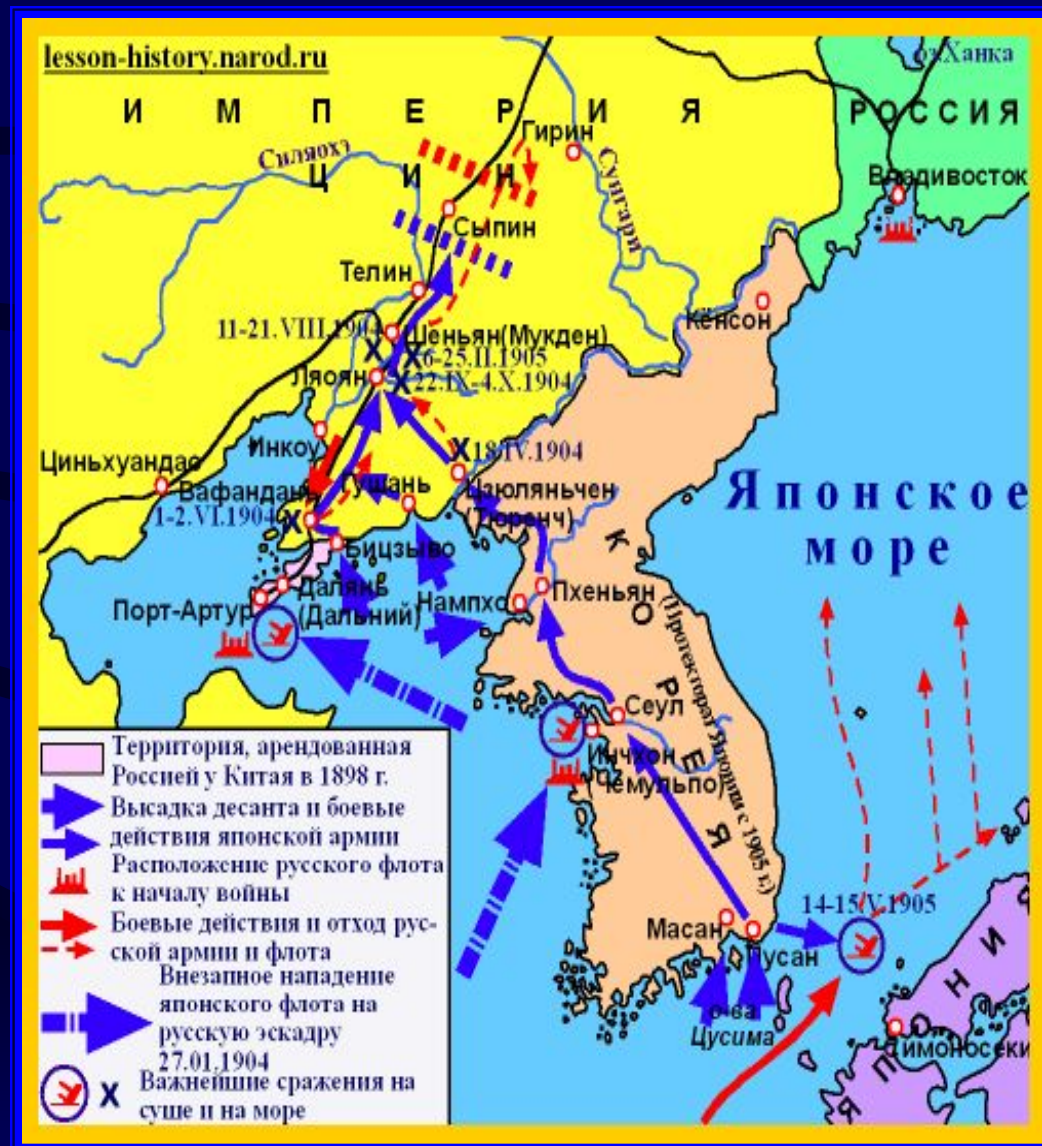 lesson-history.narod.ru
оз.Ханка
ИМПЕРИЯ
РОССИЯ
Гирин
Силяохэ
ЦИН
Сунгари
Владивосток
Сыпин
Телин
Кёнсон
11-21.VIII.1904
Шеньян(Мукден)
6-25.II.1905
Ляоян
22.IX-4.X.1904
Инкоу
18.IV.1904
Циньхуандао
Вафандань
Гушань
Цзюляньчен
(Тюренч)
1-2.VI.1904
Японское
море
Бицзыво
Далянь
(Дальний)
Порт-Артур
Нампхо
Пхеньян
КОРЕЯ
(Протекторат Японии с 1905 г.)
Сеул
Инчхон
(Чемульпо)
Масан
Пусан
14-15.V.1905
о-ва
Цусима
Симоносеки
ЯПОНИ
Территория, арендованная
Россией у Китая в 1898 г.
Высадка десанта и боевые
действия японской армии
Расположение русского флота
к началу войны
Боевые действия и отход рус-
ской армии и флота
Внезапное нападение
японского флота на
русскую эскадру
27.01.1904
X Важнейшие сражения на
суше и на море